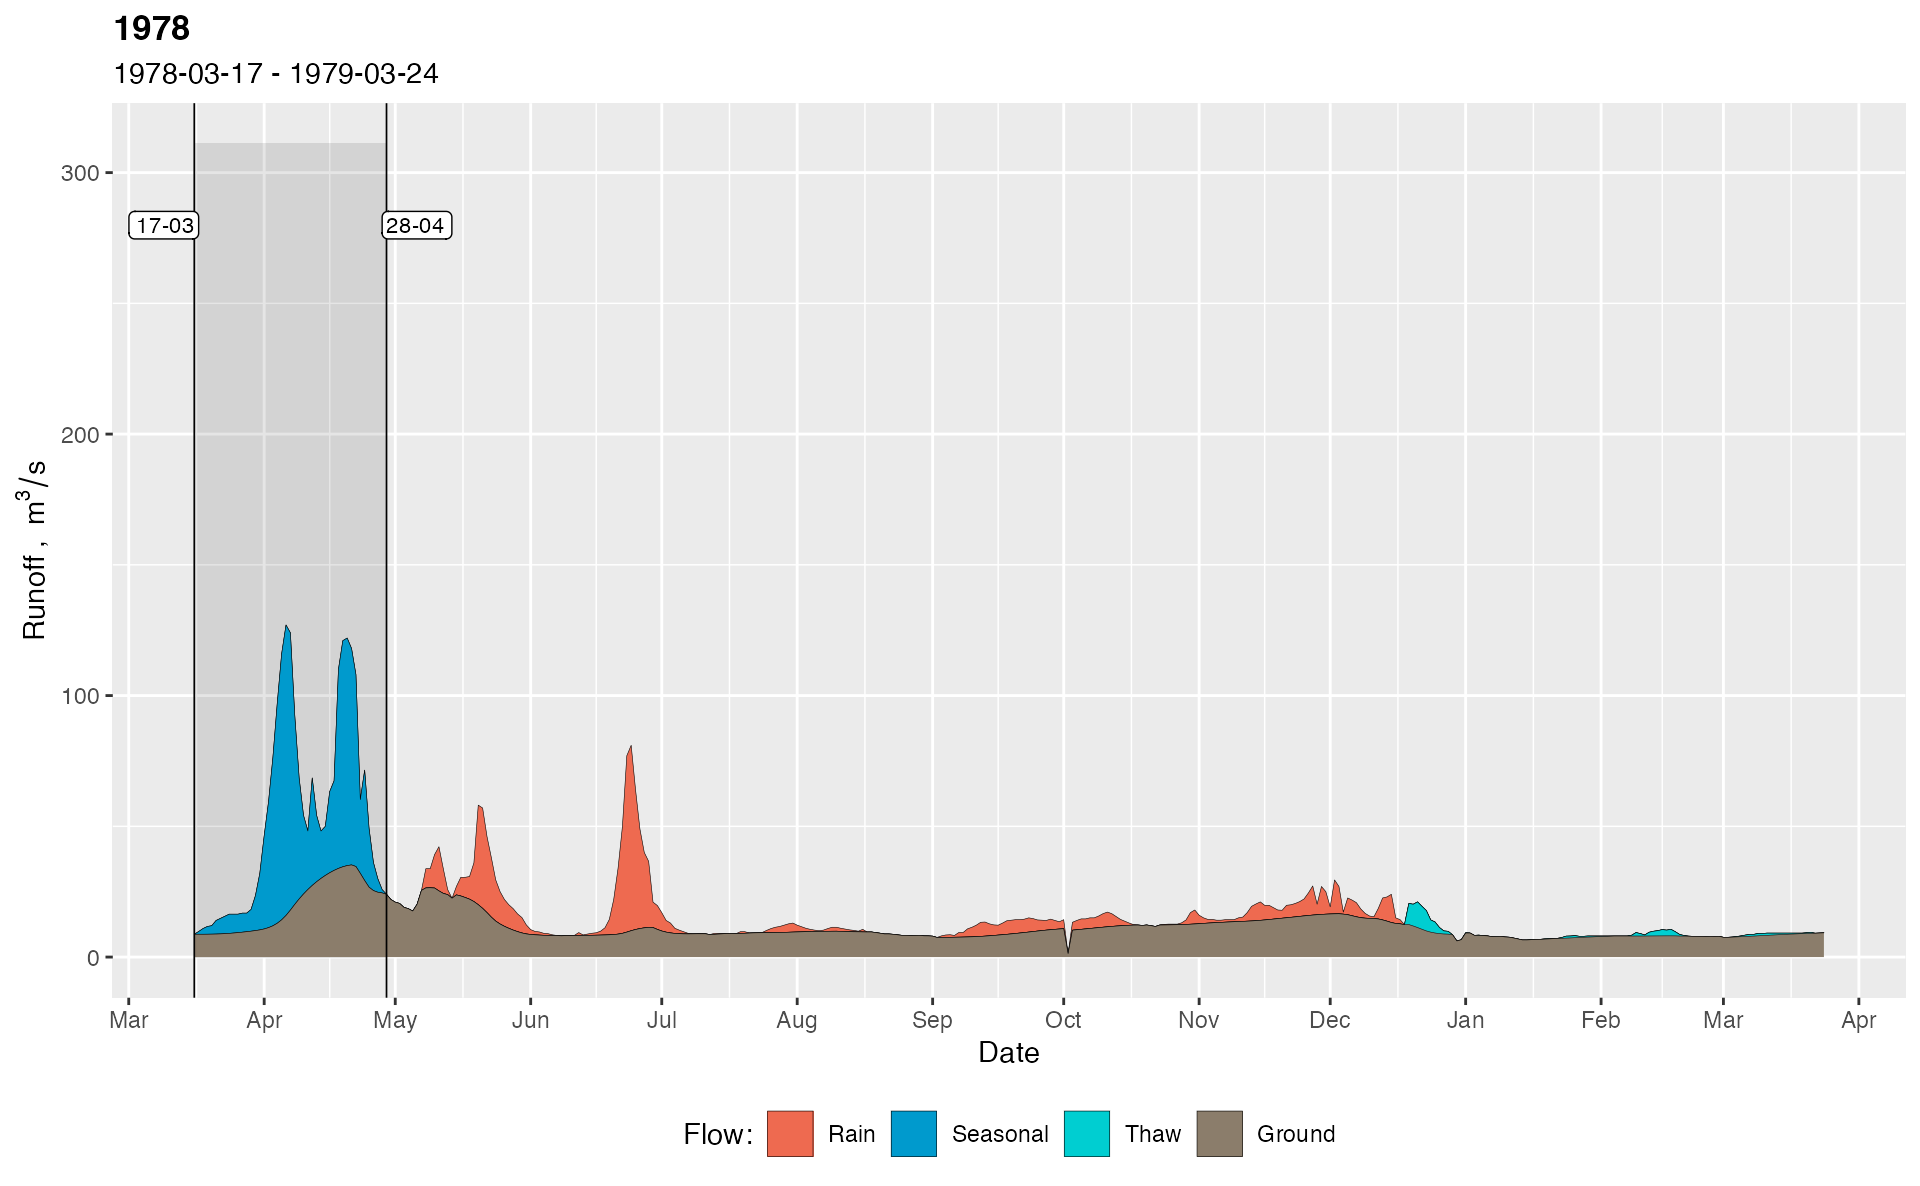 1978
1978-03-17 - 1979-03-24
300
200
100
0
Runoff , m³/s
17-03
28-04
Mar Apr May Jun Jul Aug Sep Oct Nov Dec Jan Feb Mar Apr
Date
Flow: Rain Seasonal Thaw Ground